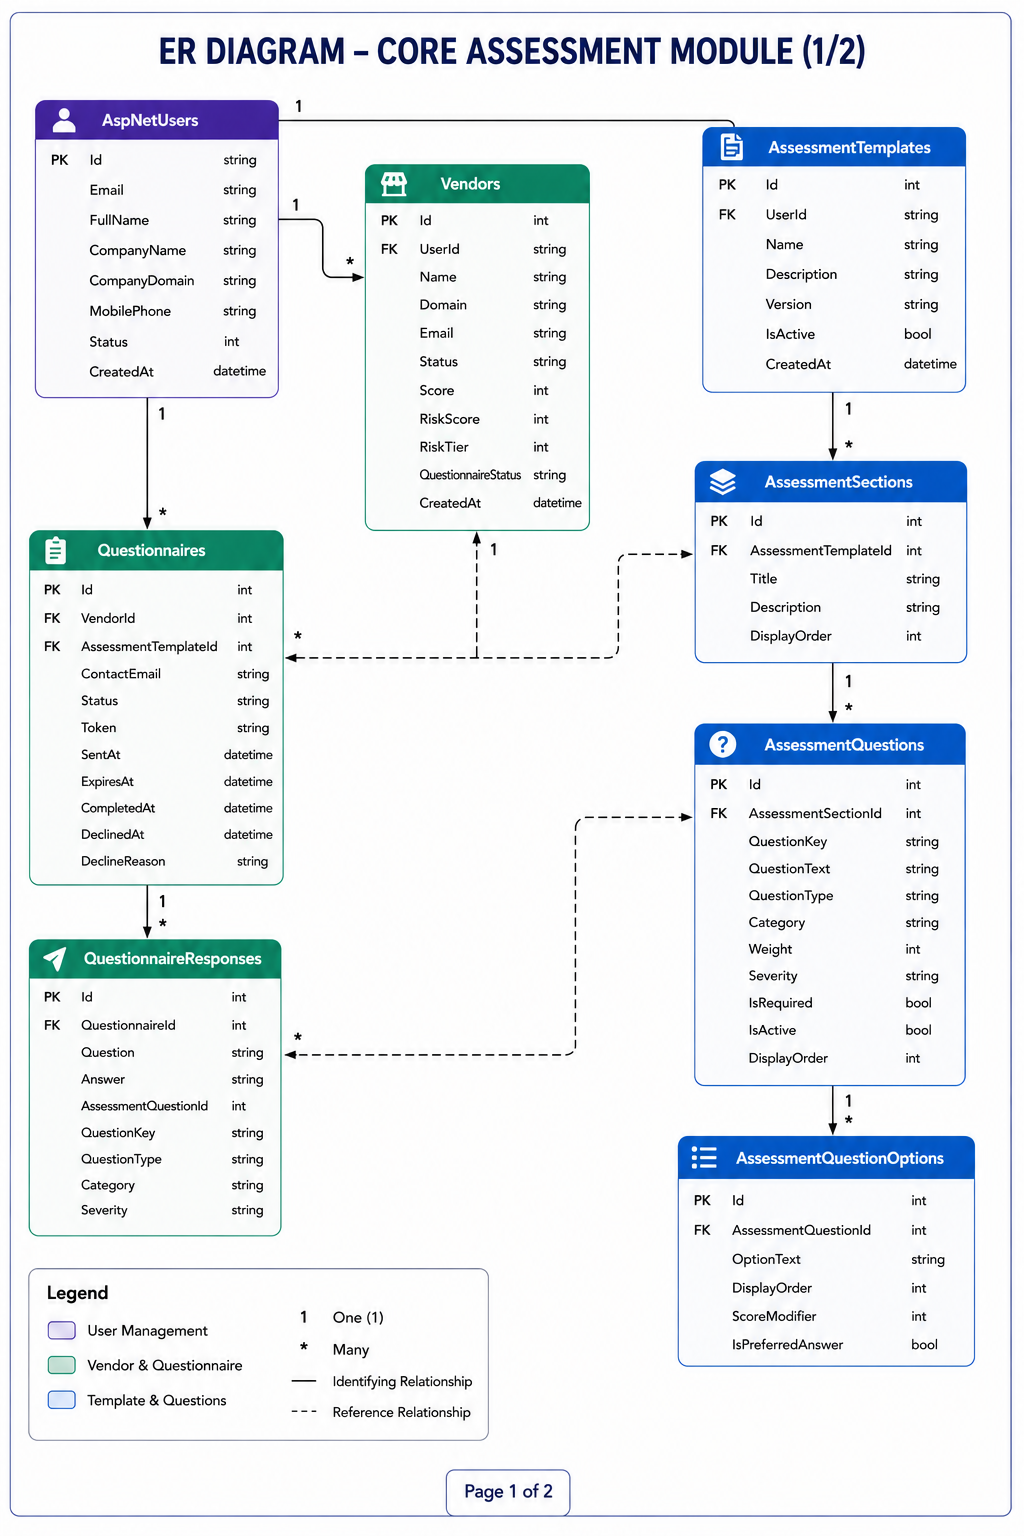 ER DIAGRAM – CORE ASSESSMENT MODULE (1/2)
AspNetUsers
PK Id string
Email string
FullName string
CompanyName string
CompanyDomain string
MobilePhone string
Status int
CreatedAt datetime
1
1
*
1
*
Vendors
PK Id int
FK UserId string
Name string
Domain string
Email string
Status string
Score int
RiskScore int
RiskTier int
QuestionnaireStatus string
CreatedAt datetime
1
AssessmentTemplates
PK Id int
FK UserId string
Name string
Description string
Version string
IsActive bool
CreatedAt datetime
1
*
AssessmentSections
PK Id int
FK AssessmentTemplateId int
Title string
Description string
DisplayOrder int
1
*
Questionnaires
PK Id int
FK VendorId int
FK AssessmentTemplateId int
ContactEmail string
Status string
Token string
SentAt datetime
ExpiresAt datetime
CompletedAt datetime
DeclinedAt datetime
DeclineReason string
*
1
*
AssessmentQuestions
PK Id int
FK AssessmentSectionId int
QuestionKey string
QuestionText string
QuestionType string
Category string
Weight int
Severity string
IsRequired bool
IsActive bool
DisplayOrder int
1
*
QuestionnaireResponses
PK Id int
FK QuestionnaireId int
Question string
Answer string
AssessmentQuestionId int
QuestionKey string
QuestionType string
Category string
Severity string
*
AssessmentQuestionOptions
PK Id int
FK AssessmentQuestionId int
OptionText string
DisplayOrder int
ScoreModifier int
IsPreferredAnswer bool
Legend
User Management
Vendor & Questionnaire
Template & Questions
1 One (1)
* Many
Identifying Relationship
Reference Relationship
Page 1 of 2